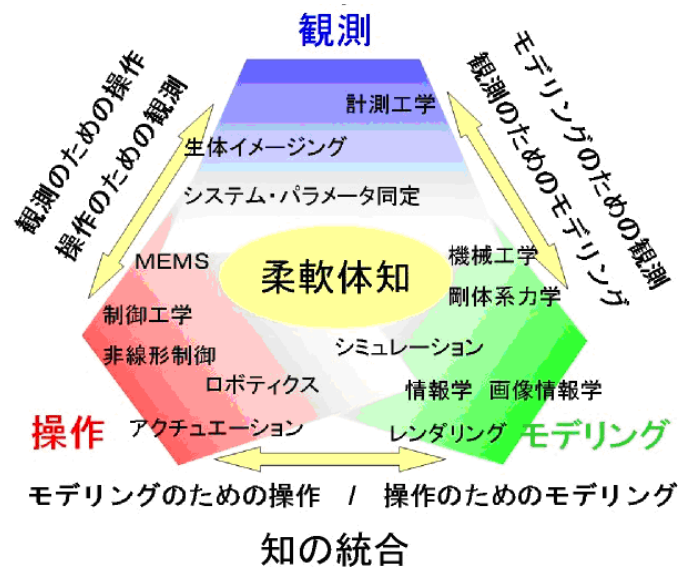 観測
観測のための操作
操作のための観測
モデリングのための観測
観測のためのモデリング
計測工学
生体イメージング
システム・パラメータ同定
MEMS
機械工学
柔軟体知
剛体系力学
制御工学
非線形制御
シミュレーション
ロボティクス
情報学 画像情報学
操作
アクチュエーション
レンダリング
モデリング
モデリングのための操作 / 操作のためのモデリング
知の統合